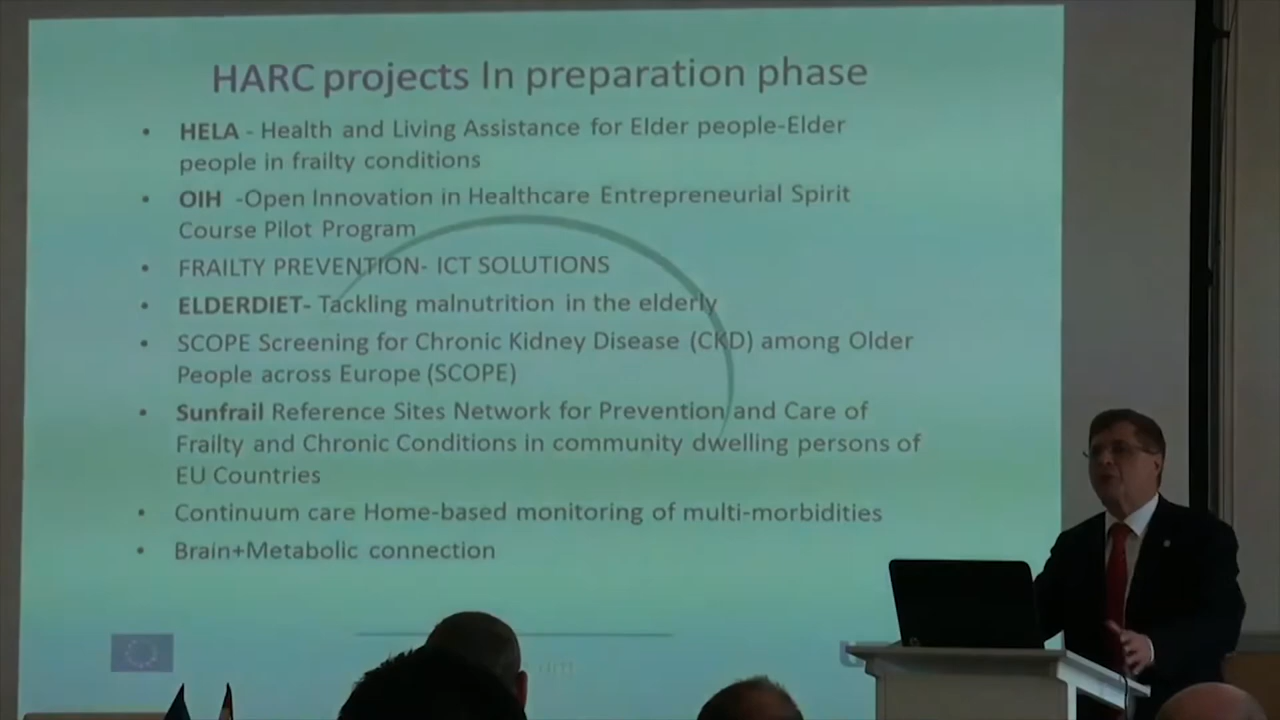 HARC projects In preparation phase
• HELA - Health and Living Assistance for Elder people-Elder
people in frailty conditions
• OIH -Open Innovation in Healthcare Entrepreneurial Spirit
Course Pilot Program
• FRAILTY PREVENTION- ICT SOLUTIONS
• ELDERDIET- Tackling malnutrition in the elderly
• SCOPE Screening for Chronic Kidney Disease (CKD) among Older
People across Europe (SCOPE)
• Sunfrail Reference Sites Network for Prevention and Care of
Frailty and Chronic Conditions in community dwelling persons of
EU Countries
• Continuum care Home-based monitoring of multi-morbidities
• Brain+Metabolic connection